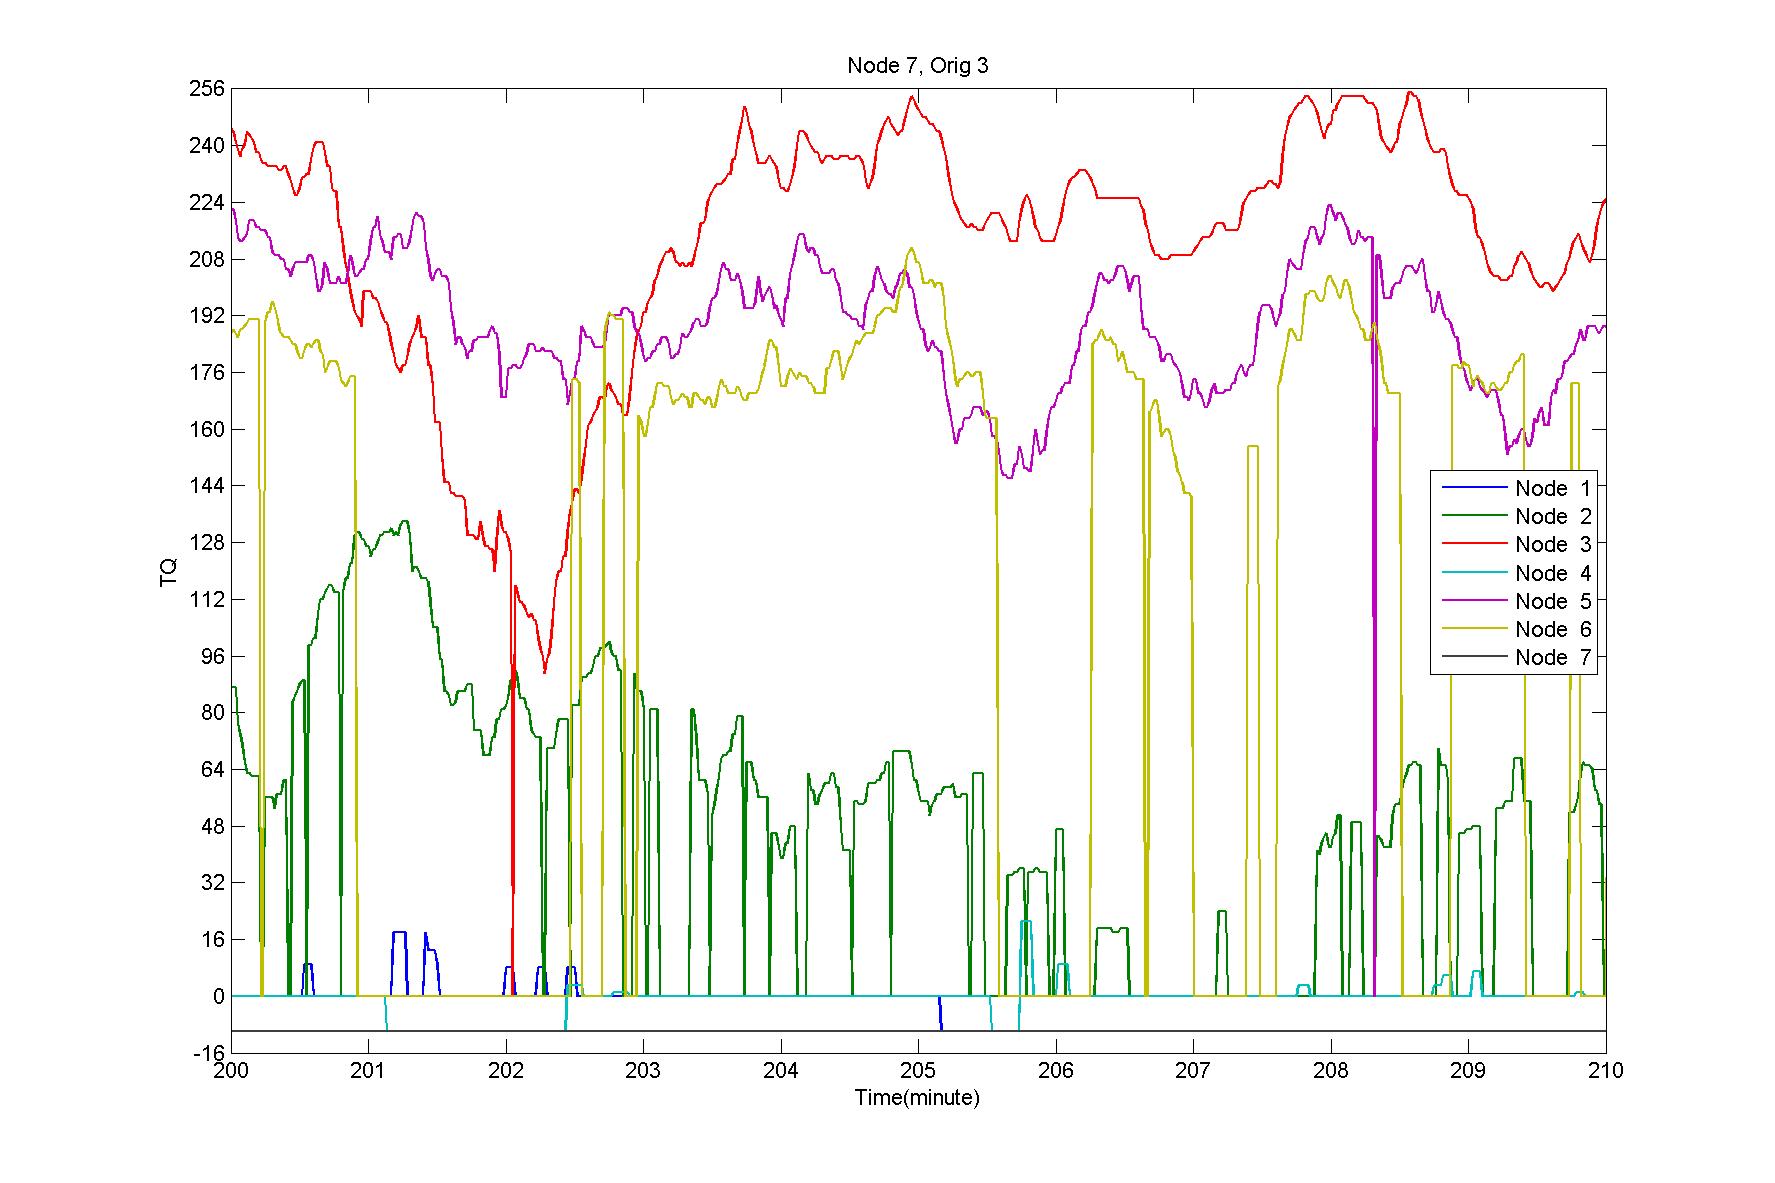 Node 7, Orig 3
256
240
224
208
192
176
160
144
128
112
96
80
64
48
32
16
0
-16
TQ
Node 1
Node 2
Node 3
Node 4
Node 5
Node 6
Node 7
200 201 202 203 204 205 206 207 208 209 210
Time(minute)